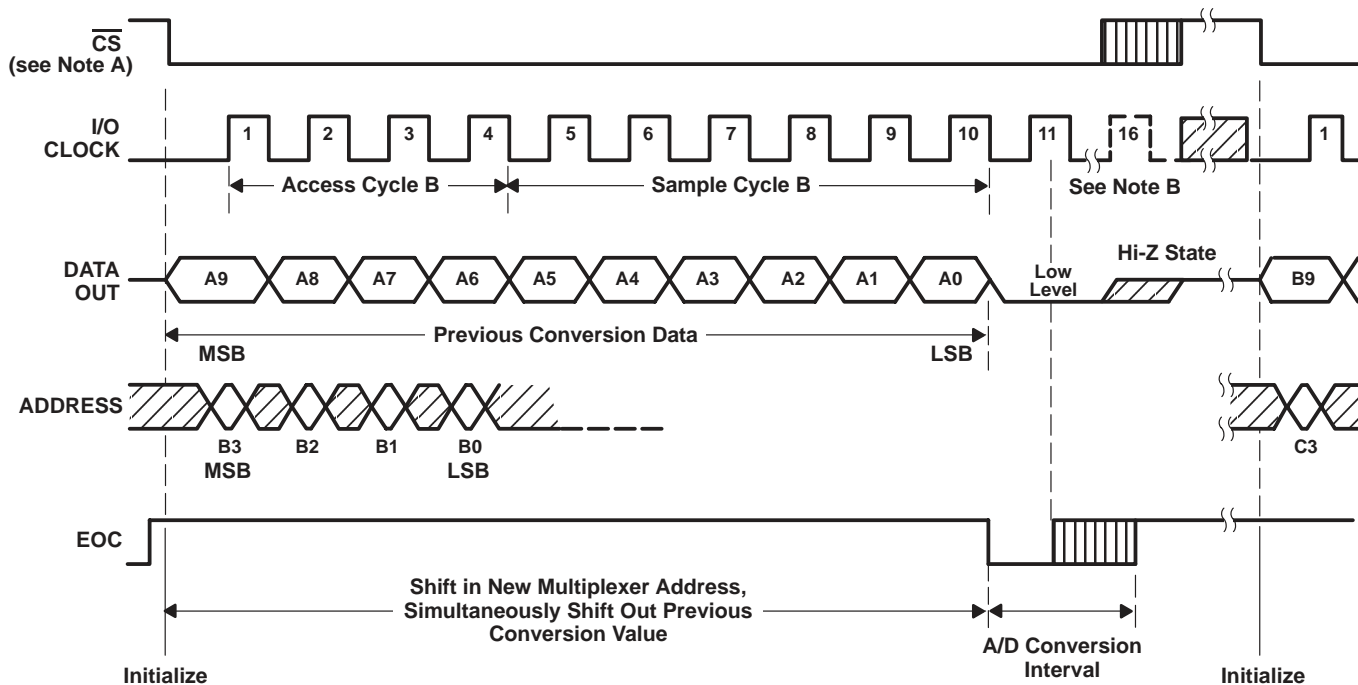 CS
(see Note A)
I/O
CLOCK
1 2 3 4 5 6 7 8 9 10 11 16 1
Access Cycle B
Sample Cycle B
See Note B
DATA
OUT
A9 A8 A7 A6 A5 A4 A3 A2 A1 A0
Low
Level
Hi-Z State
B9
Previous Conversion Data
MSB
LSB
ADDRESS
B3 B2 B1 B0
MSB
LSB
C3
EOC
Shift in New Multiplexer Address,
Simultaneously Shift Out Previous
Conversion Value
A/D Conversion
Interval
Initialize
Initialize